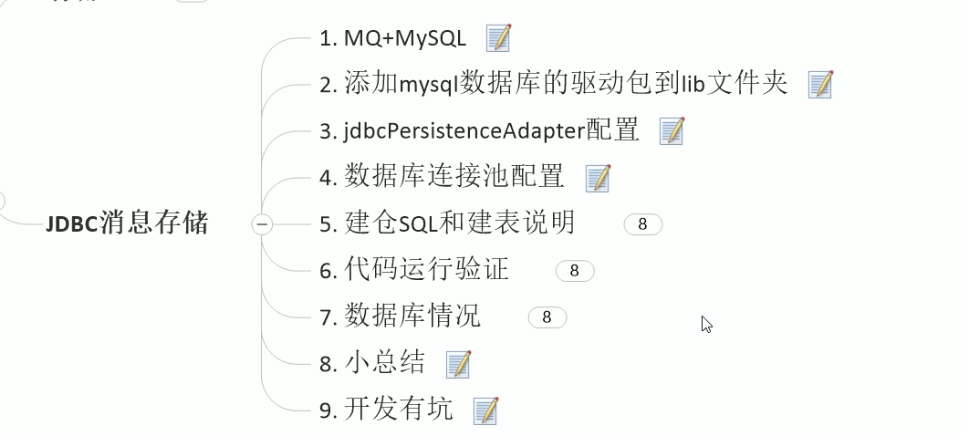 1. MQ+MySQL
2. 添加mysql数据库的驱动包到lib文件夹
3. jdbcPersistenceAdapter配置
4. 数据库连接池配置
JDBC消息存储
5. 建仓SQL和建表说明 8
6. 代码运行验证 8
7. 数据库情况 8
8. 小总结
9. 开发有坑